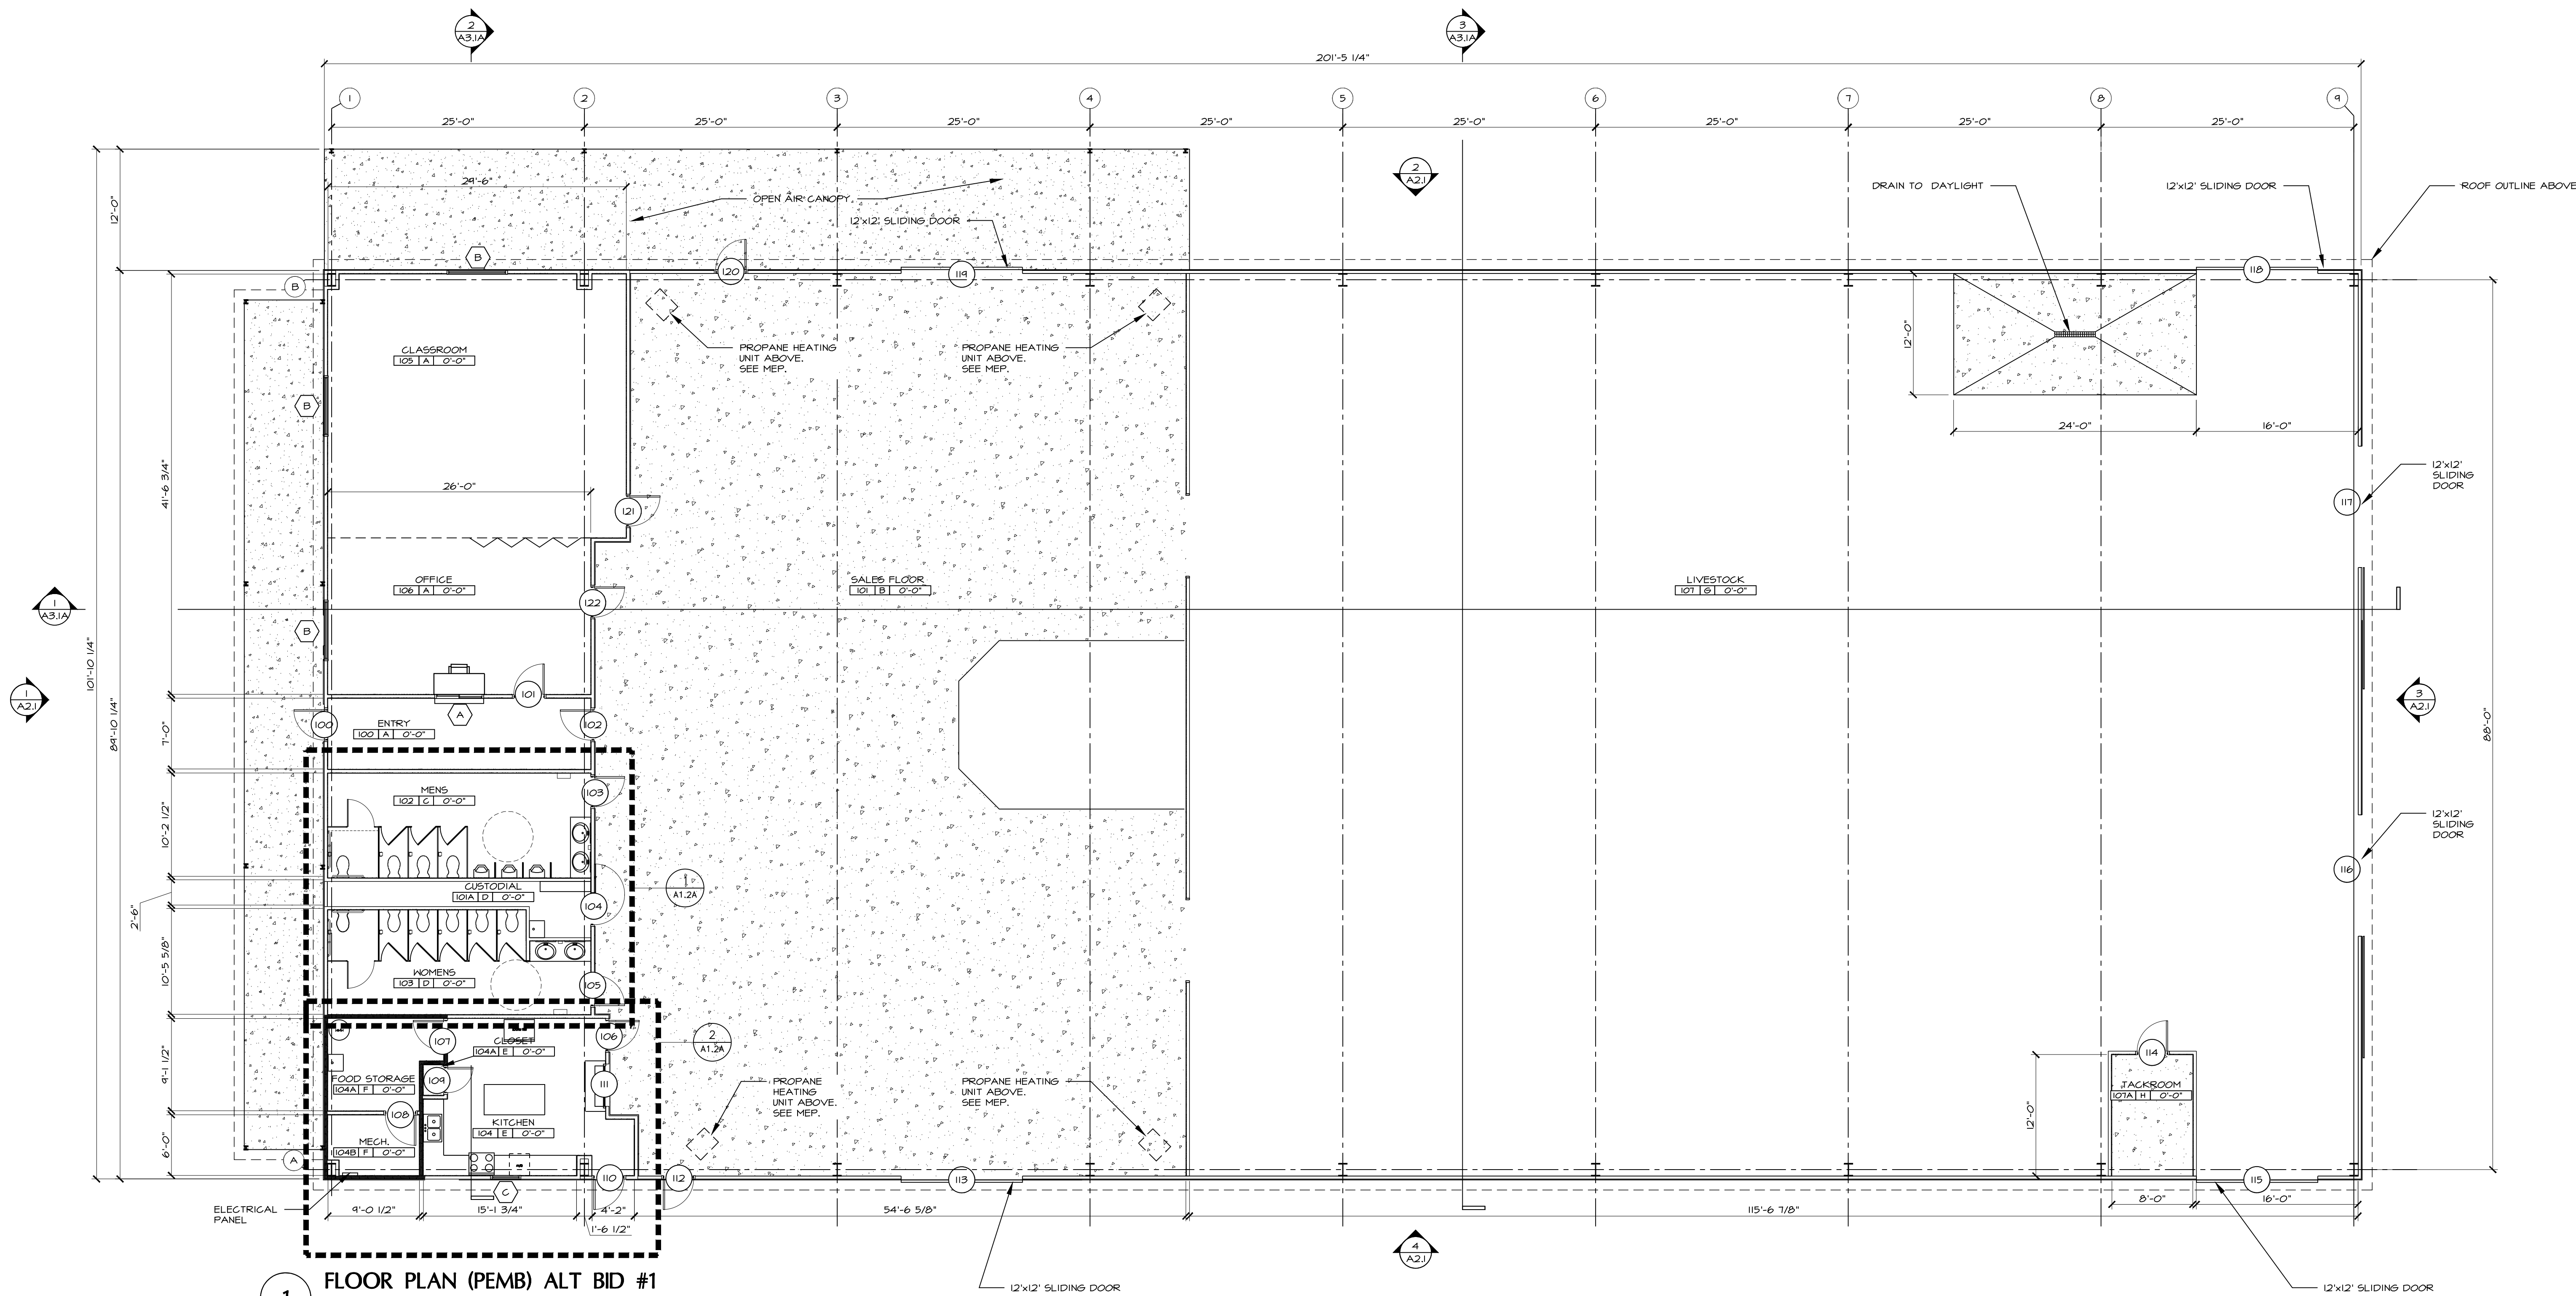 2
A3.1A
3
A3.1A
201'-5 1/4"
1
2
3
4
5
6
7
8
9
25'-0"
25'-0"
25'-0"
25'-0"
25'-0"
25'-0"
25'-0"
25'-0"
12'-0"
29'-6"
OPEN AIR CANOPY
12'x12' SLIDING DOOR
2
A2.1
DRAIN TO DAYLIGHT
12'x12' SLIDING DOOR
ROOF OUTLINE ABOVE
B
120
119
118
B
PROPANE HEATING
UNIT ABOVE.
SEE MEP.
PROPANE HEATING
UNIT ABOVE.
SEE MEP.
12'-0"
CLASSROOM
105 A 0'-0"
B
24'-0"
16'-0"
41'-6 3/4"
26'-0"
121
12'x12'
SLIDING
DOOR
117
OFFICE
106 A 0'-0"
122
SALES FLOOR
101 B 0'-0"
LIVESTOCK
107 G 0'-0"
1
A3.1A
B
101'-10 1/4"
89'-10 1/4"
1
A2.1
101
A
100
ENTRY
100 A 0'-0"
102
7'-0"
3
A2.1
88'-0"
MENS
102 C 0'-0"
103
10'-2 1/2"
12'x12'
SLIDING
DOOR
116
CUSTODIAL
101A D 0'-0"
104
1
A1.2A
2'-6"
10'-5 5/8"
WOMENS
103 D 0'-0"
105
107
CLOSET
104A E 0'-0"
106
2
A1.2A
9'-1 1/2"
FOOD STORAGE
104A F 0'-0"
109
111
PROPANE
HEATING
UNIT ABOVE.
SEE MEP.
PROPANE HEATING
UNIT ABOVE.
SEE MEP.
114
TACKROOM
107A H 0'-0"
12'-0"
108
KITCHEN
104 E 0'-0"
MECH.
104B F 0'-0"
6'-0"
A
C
110
112
113
115
ELECTRICAL
PANEL
9'-0 1/2"
15'-1 3/4"
4'-2"
1'-6 1/2"
54'-6 5/8"
115'-6 7/8"
8'-0"
16'-0"
4
A2.1
1
FLOOR PLAN (PEMB) ALT BID #1
12'x12' SLIDING DOOR
12'x12' SLIDING DOOR